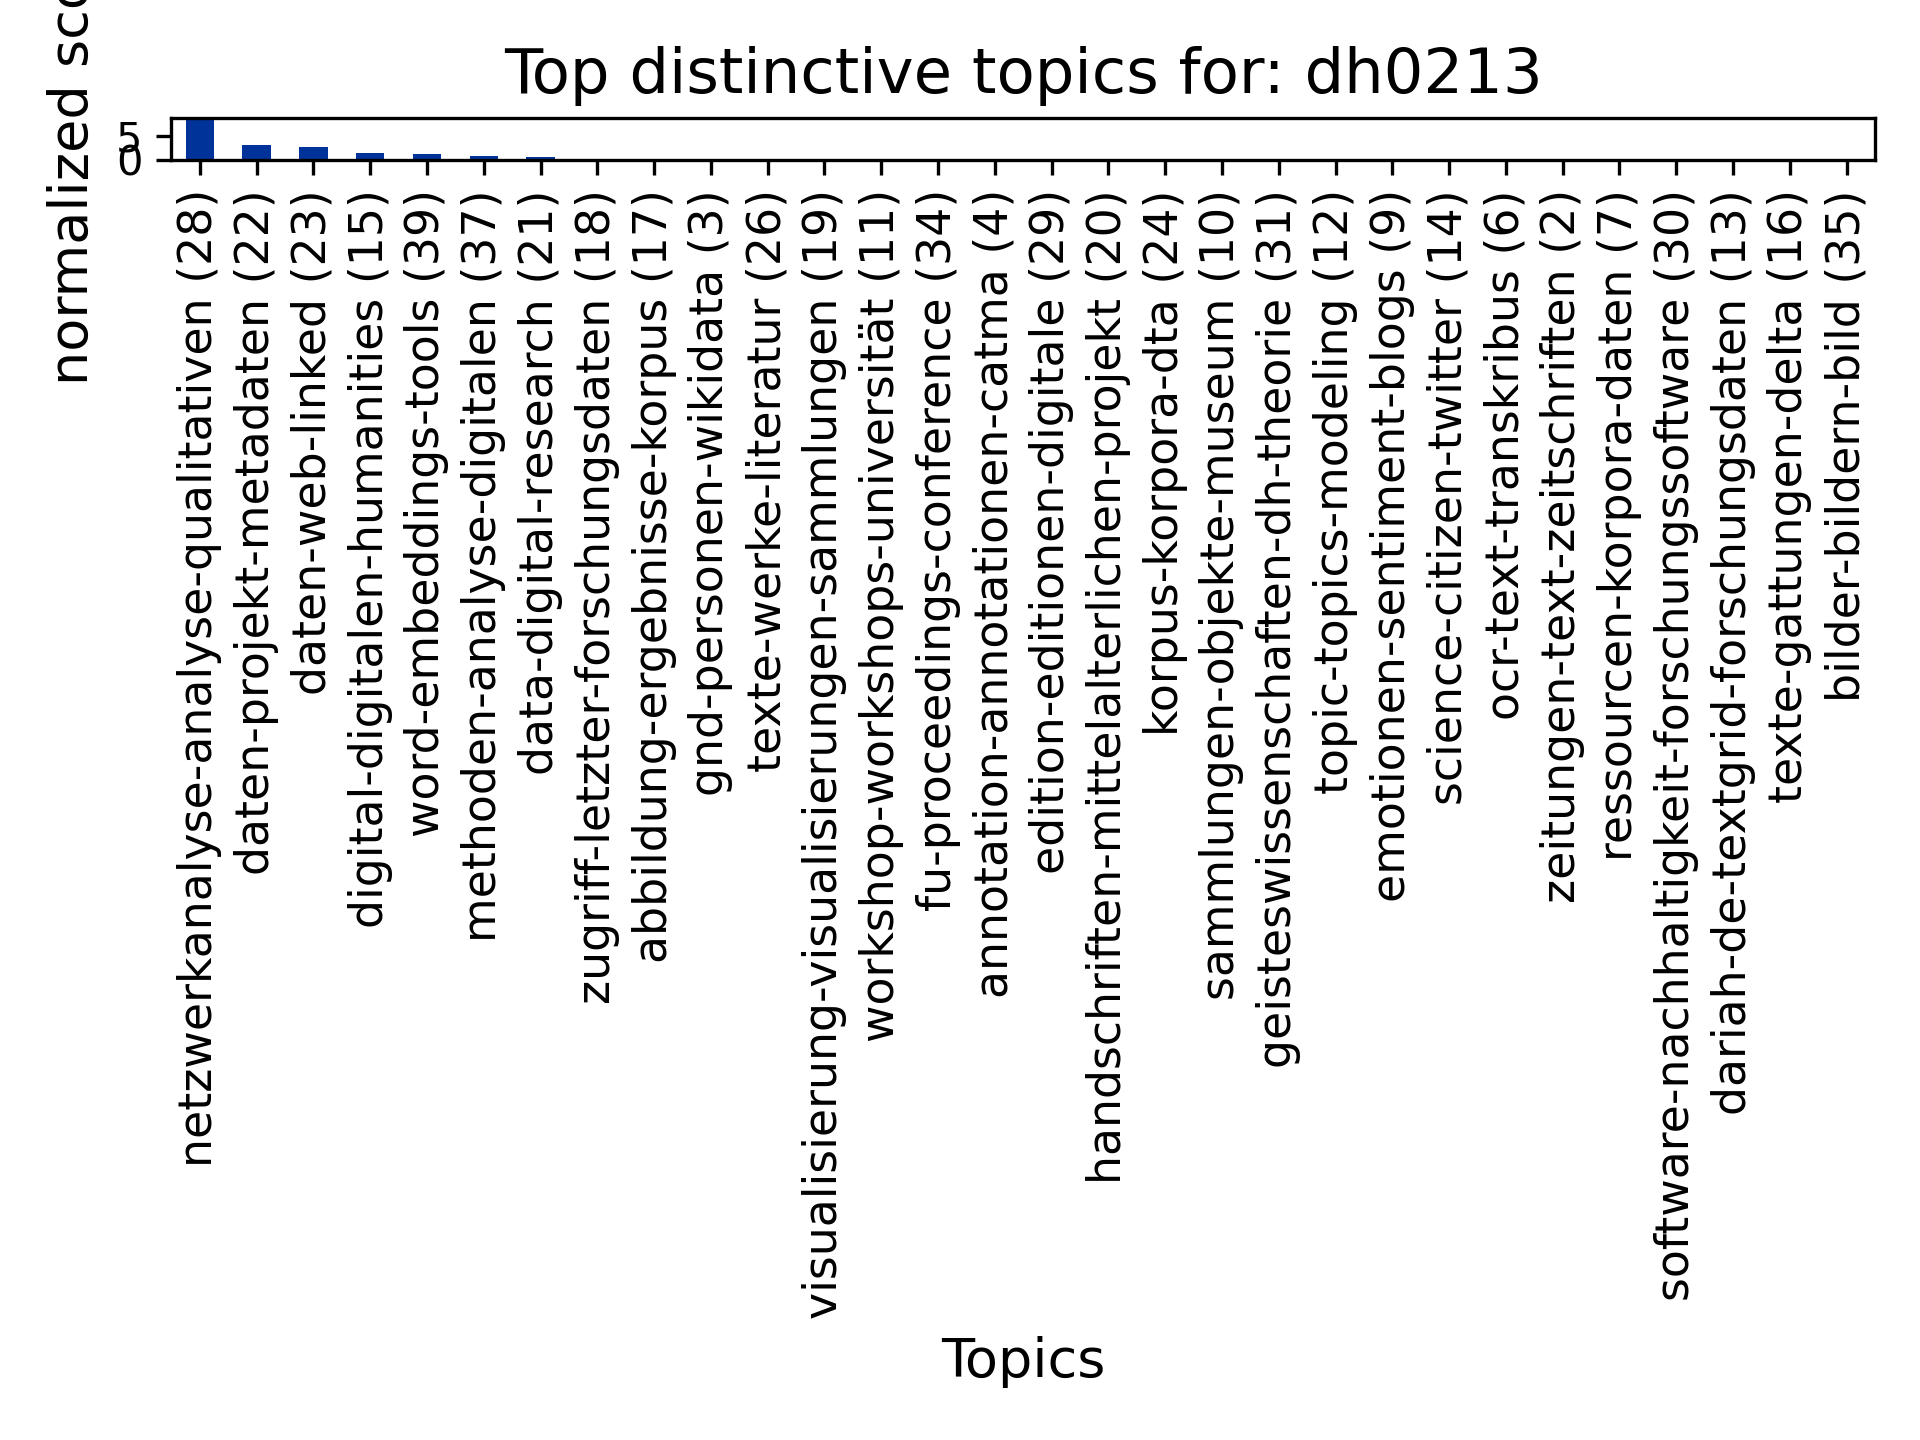 Top distinctive topics for: dh0213
normalized
5
0
netzwerkanalyse-analyse-qualitativen (28)
daten-projekt-metadaten (22)
daten-web-linked (23)
digital-digitalen-humanities (15)
word-embeddings-tools (39)
methoden-analyse-digitalen (37)
data-digital-research (21)
zugriff-letzter-forschungsdaten (18)
abbildung-ergebnisse-korpus (17)
gnd-personen-wikidata (3)
texte-werke-literatur (26)
visualisierung-visualisierungen-sammlungen (19)
workshop-workshops-universität (11)
fu-proceedings-conference (34)
annotation-annotationen-catma (4)
edition-editionen-digitale (29)
handschriften-mittelalterlichen-projekt (20)
korpus-korpora-dta (24)
sammlungen-objekte-museum (10)
geisteswissenschaften-dh-theorie (31)
topic-topics-modeling (12)
emotionen-sentiment-blogs (9)
science-citizen-twitter (14)
ocr-text-transkribus (6)
zeitungen-text-zeitschriften (2)
ressourcen-korpora-daten (7)
software-nachhaltigkeit-forschungssoftware (30)
dariah-de-textgrid-forschungsdaten (13)
texte-gattungen-delta (16)
bilder-bildern-bild (35)
Topics